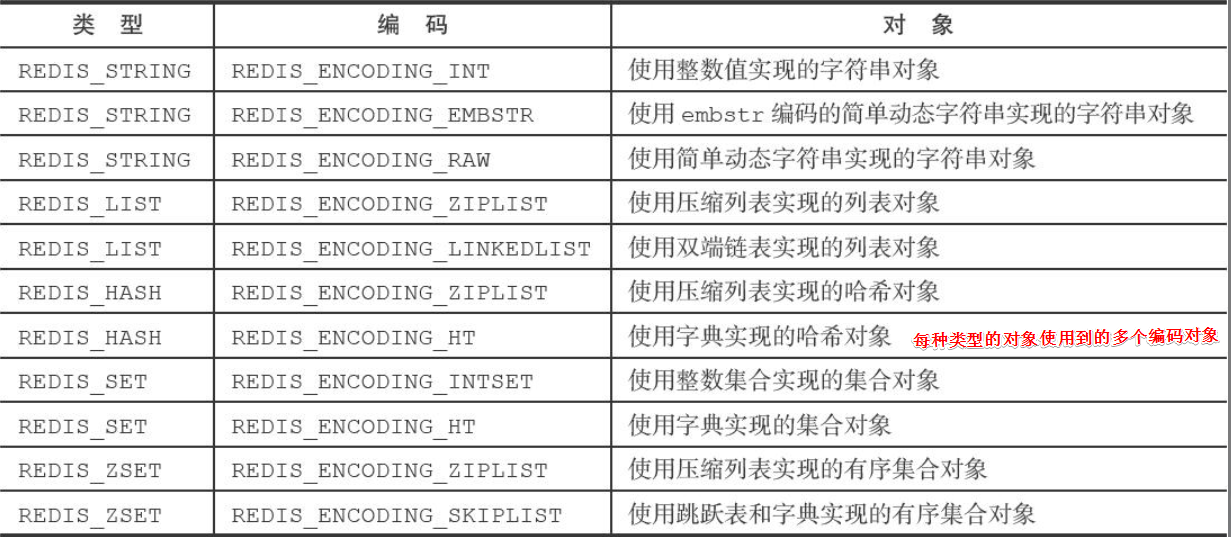 类 型 编 码 对 象
REDIS_STRING REDIS_ENCODING_INT 使用整数值实现的字符串对象
REDIS_STRING REDIS_ENCODING_EMBSTR 使用 embstr 编码的简单动态字符串实现的字符串对象
REDIS_STRING REDIS_ENCODING_RAW 使用简单动态字符串实现的字符串对象
REDIS_LIST REDIS_ENCODING_ZIPLIST 使用压缩列表实现的列表对象
REDIS_LIST REDIS_ENCODING_LINKEDLIST 使用双端链表实现的列表对象
REDIS_HASH REDIS_ENCODING_ZIPLIST 使用压缩列表实现的哈希对象
REDIS_HASH REDIS_ENCODING_HT 使用字典实现的哈希对象 每种类型的对象使用到的多个编码对象
REDIS_SET REDIS_ENCODING_INTSET 使用整数集合实现的集合对象
REDIS_SET REDIS_ENCODING_HT 使用字典实现的集合对象
REDIS_ZSET REDIS_ENCODING_ZIPLIST 使用压缩列表实现的有序集合对象
REDIS_ZSET REDIS_ENCODING_SKIPLIST 使用跳跃表和字典实现的有序集合对象